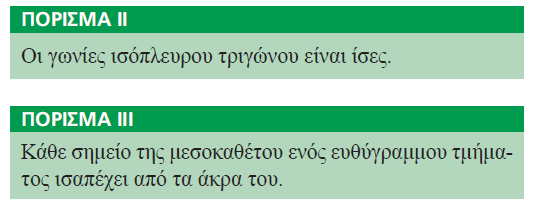 ΠΟΡΙΣΜΑ ΙΙ
Οι γωνίες ισόπλευρου τριγώνου είναι ίσες.
ΠΟΡΙΣΜΑ ΙΙΙ
Κάθε σημείο της μεσοκαθέτου ενός ευθύγραμμου τμήμα-
τος ισαπέχει από τα άκρα του.